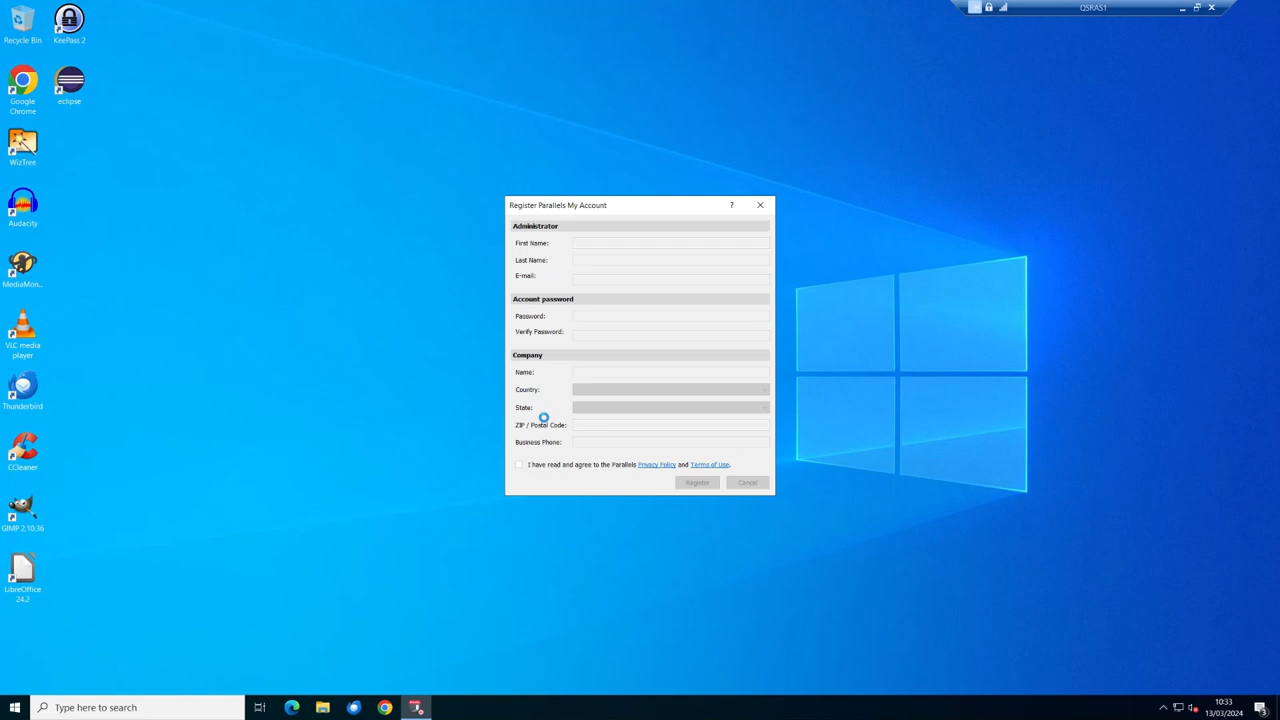 QSRAS1
Recycle Bin
KeePass 2
Google
Chrome
eclipse
WizTree
Audacity
MediaMon...
VLC media
player
Thunderbird
CCleaner
GIMP 2.10.36
LibreOffice
24.2
Register Parallels My Account
?
Administrator
First Name:
Last Name:
E-mail:
Account password
Password:
Verify Password:
Company
Name:
Country:
State:
ZIP / Postal Code:
Business Phone:
I have read and agree to the Parallels Privacy Policy and Terms of Use.
Register
Cancel
Type here to search
10:33
13/03/2024
3